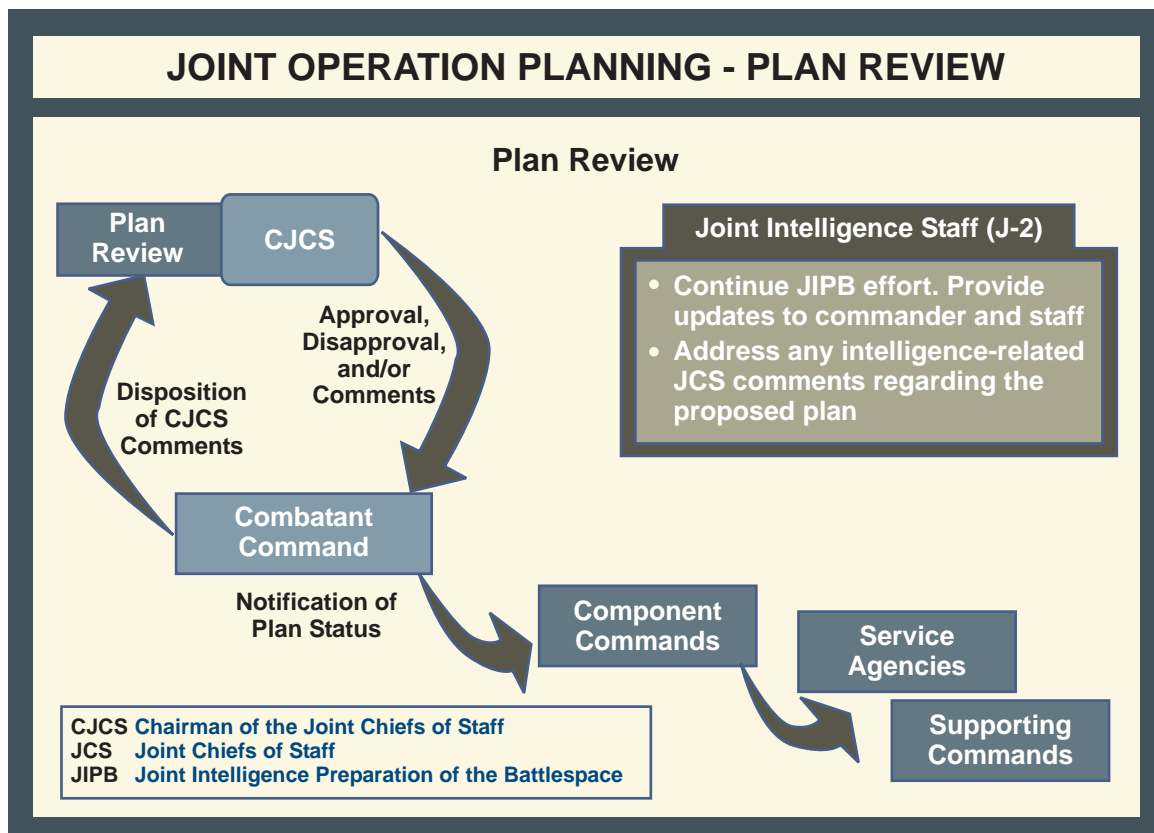 JOINT OPERATION PLANNING - PLAN REVIEW
Plan Review
Plan
Review
CJCS
Approval,
Disapproval,
and/or
Comments
Disposition
of CJCS
Comments
Combatant
Command
Notification of
Plan Status
Joint Intelligence Staff (J-2)
• Continue JIPB effort. Provide
updates to commander and staff
• Address any intelligence-related
JCS comments regarding the
proposed plan
Component
Commands
Service
Agencies
Supporting
Commands
CJCS Chairman of the Joint Chiefs of Staff
JCS Joint Chiefs of Staff
JIPB Joint Intelligence Preparation of the Battlespace